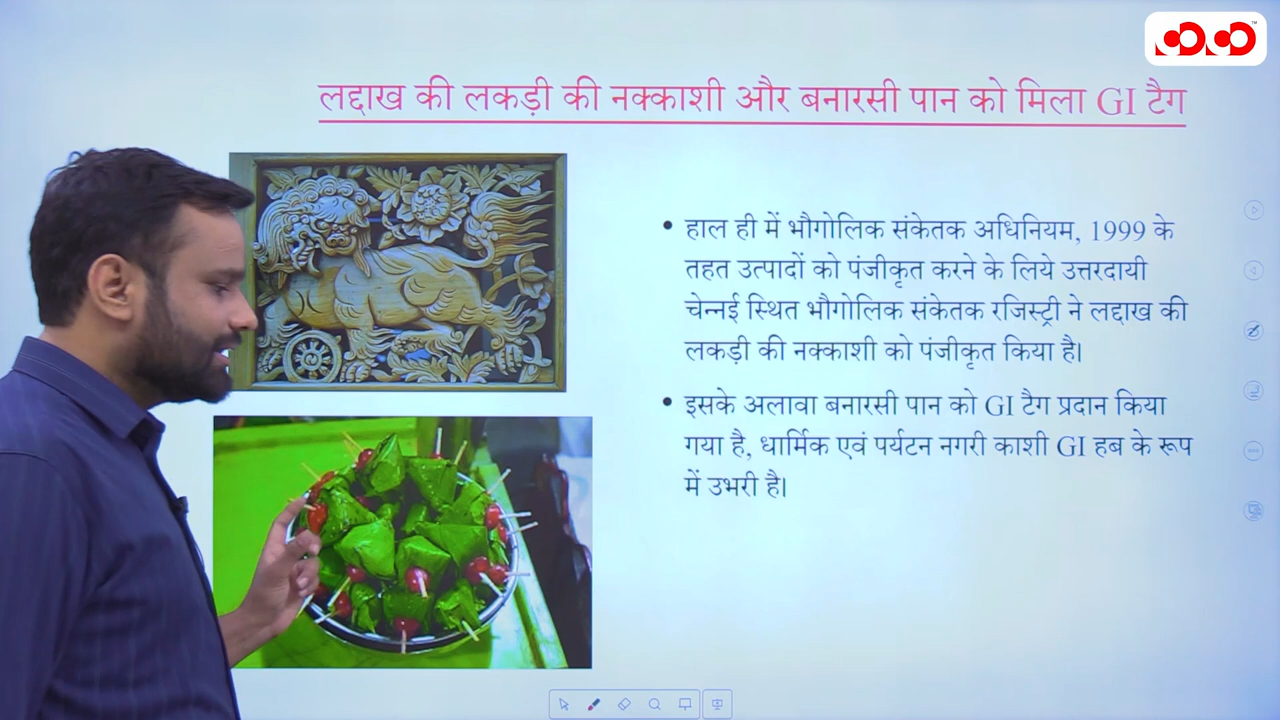 लद्दाख की लकड़ी की नक्काशी और बनारसी पान को मिला GI टैग
• हाल ही में भौगोलिक संकेतक अधिनियम, 1999 के
तहत उत्पादों को पंजीकृत करने के लिये उत्तरदायी
चेन्नई स्थित भौगोलिक संकेतक रजिस्ट्री ने लद्दाख की
लकड़ी की नक्काशी को पंजीकृत किया है।
• इसके अलावा बनारसी पान को GI टैग प्रदान किया
गया है, धार्मिक एवं पर्यटन नगरी काशी GI हब के रूप
में उभरी है।